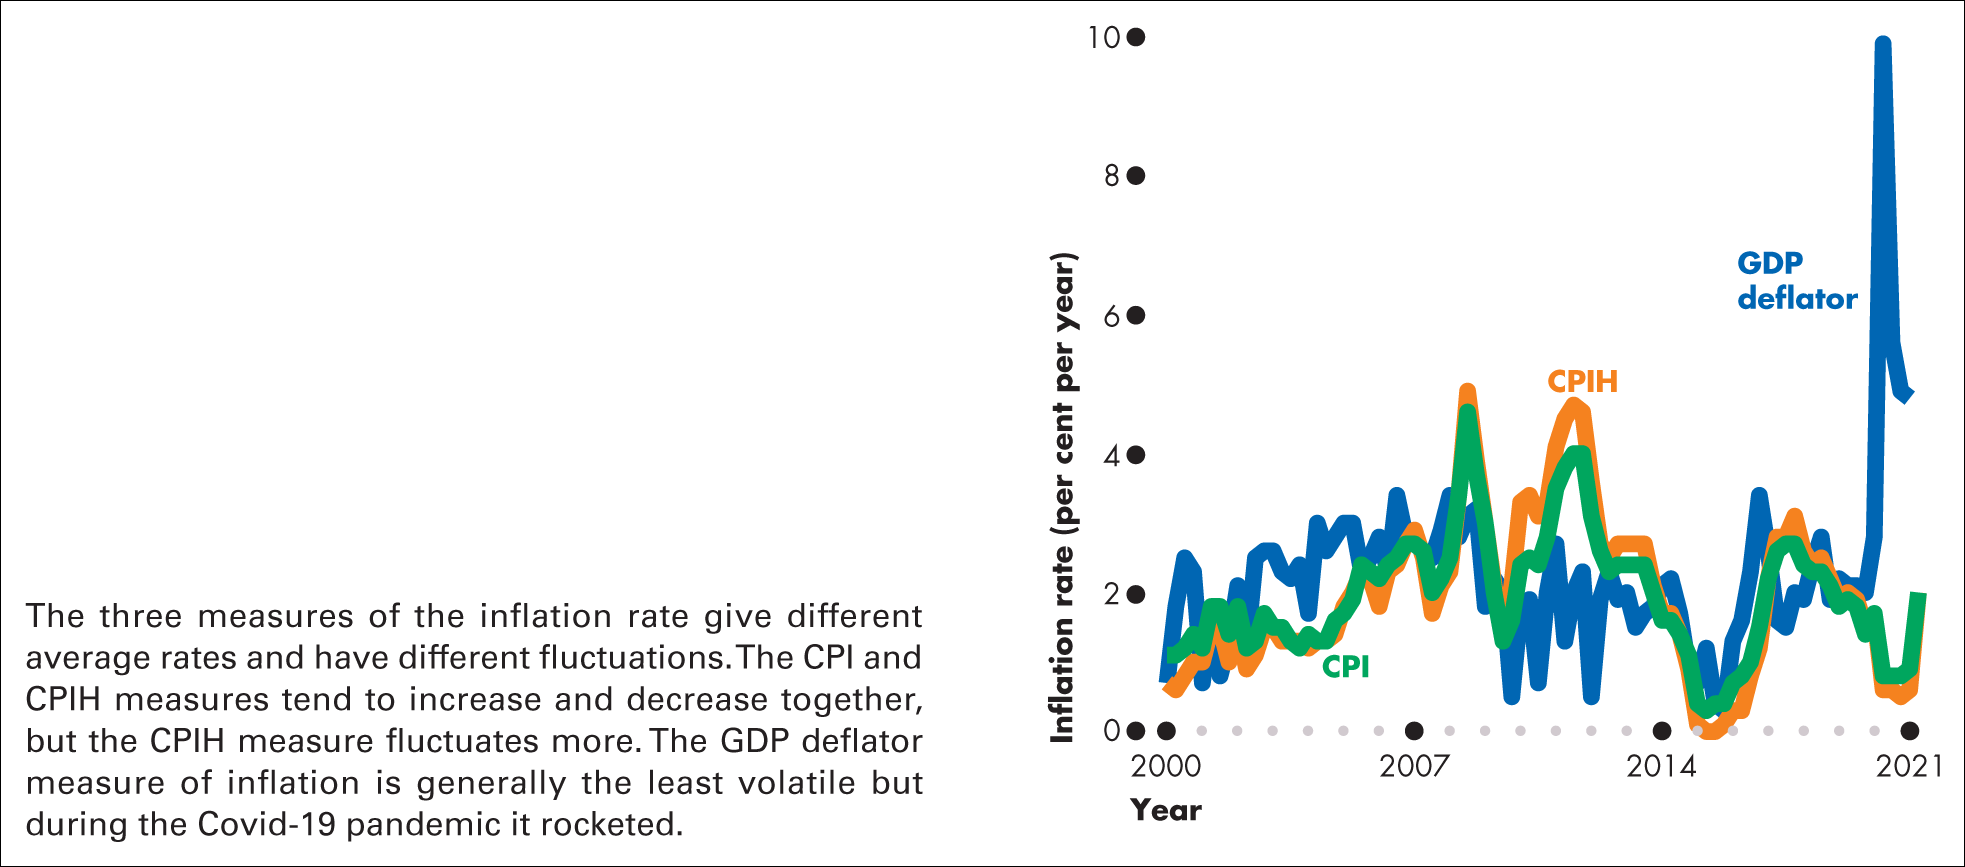 The three measures of the inflation rate give different
average rates and have different fluctuations. The CPI and
CPIH measures tend to increase and decrease together,
but the CPIH measure fluctuates more. The GDP deflator
measure of inflation is generally the least volatile but
during the Covid-19 pandemic it rocketed.
Inflation rate (per cent per year)
10
8
6
4
2
0
GDP
deflator
CPIH
CPI
2000 2007 2014 2021
Year